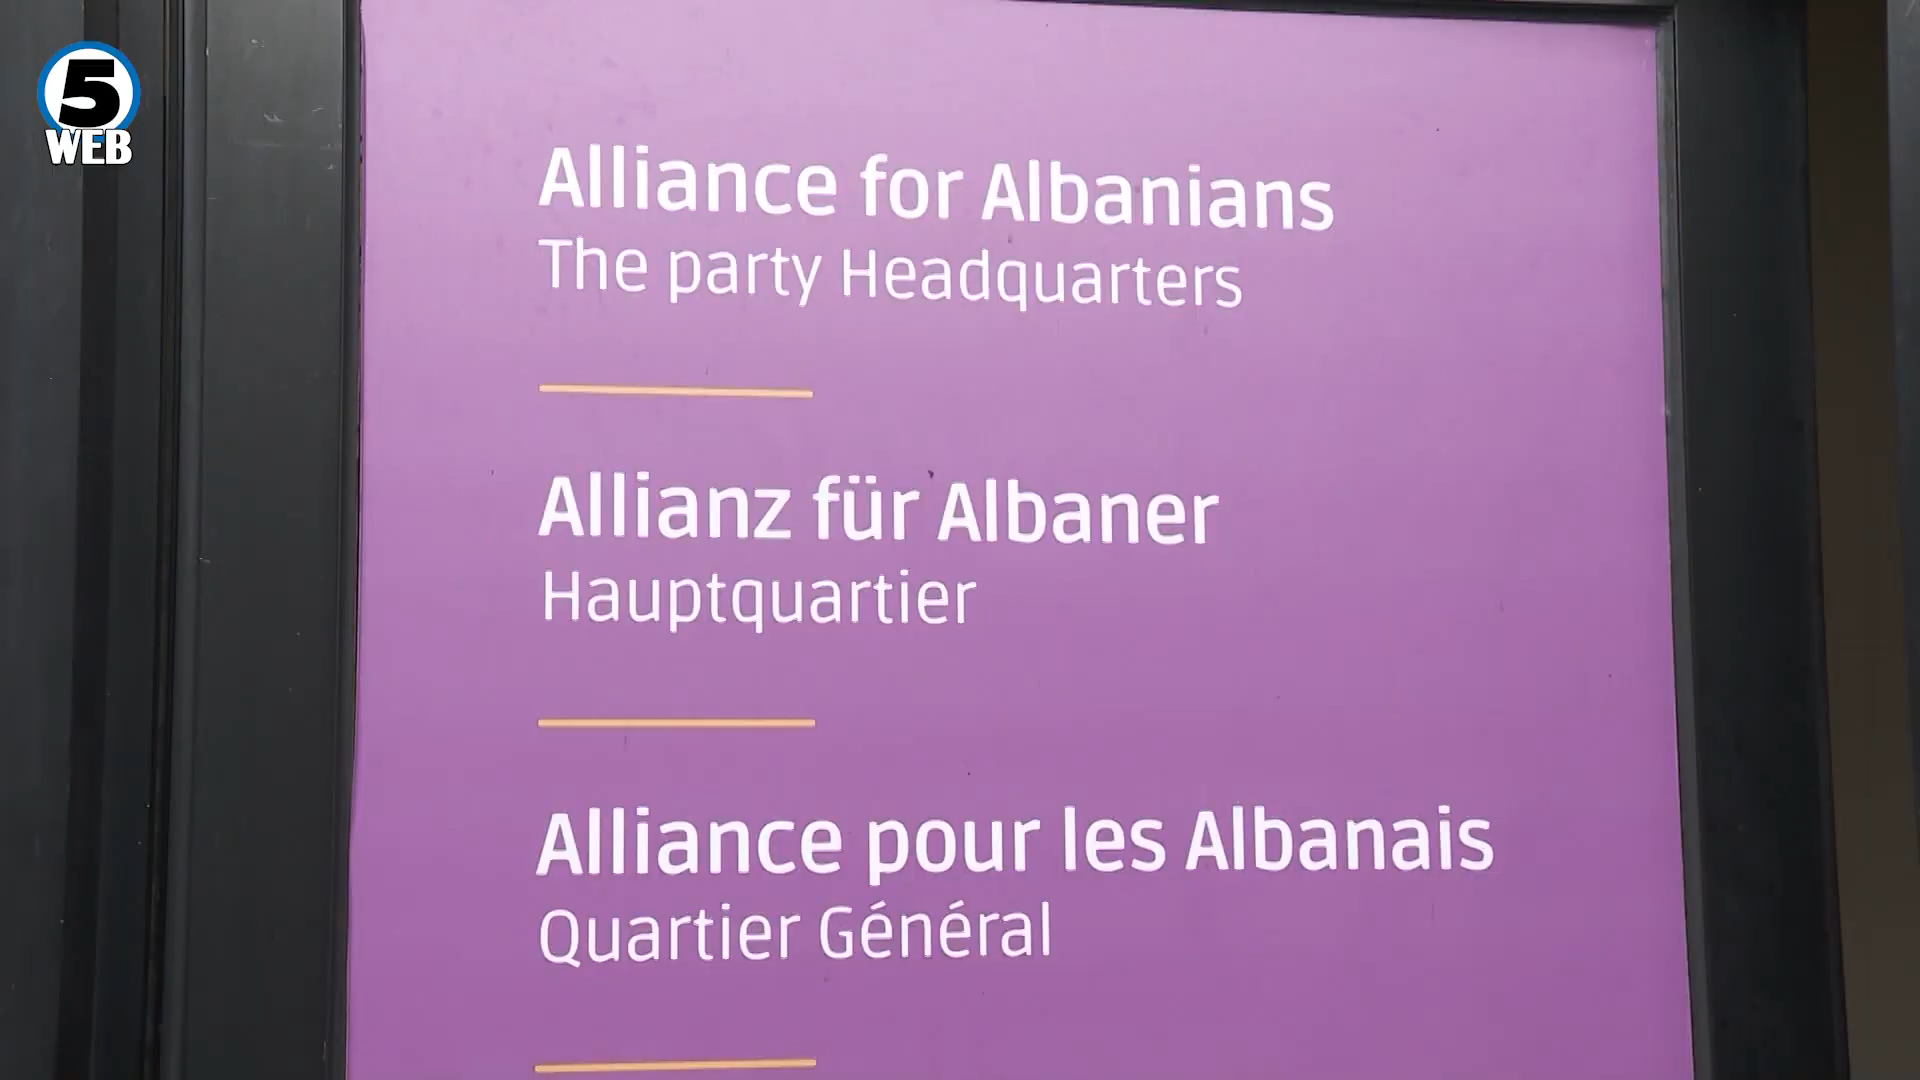 5
WEB
Alliance for Albanians
The party Headquarters
Allianz für Albaner
Hauptquartier
Alliance pour les Albanais
Quartier Général